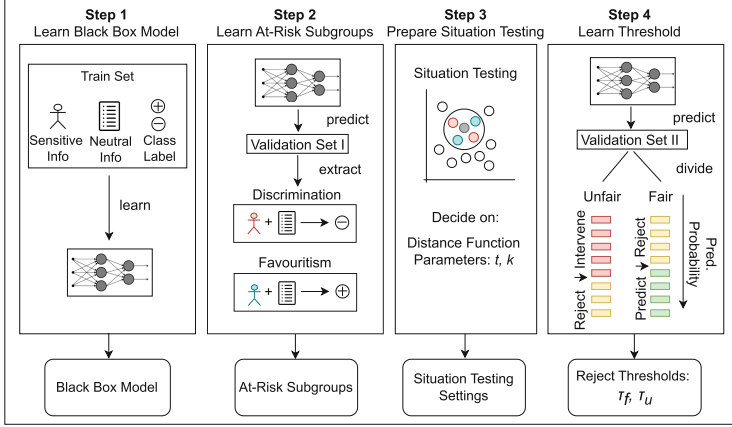 Step 1
Learn Black Box Model
Train Set
Sensitive
Info
Neutral
Info
Class
Label
learn
Black Box Model
Step 2
Learn At-Risk Subgroups
predict
Validation Set I
extract
Discrimination
+
Favouritism
+
At-Risk Subgroups
Step 3
Prepare Situation Testing
Situation Testing
Decide on:
Distance Function
Parameters: t, k
Situation Testing
Settings
Step 4
Learn Threshold
predict
Validation Set II
divide
Unfair
Fair
Reject → Intervene
Predict ← Reject
Pred.
Probability
Reject Thresholds:
τf, τu